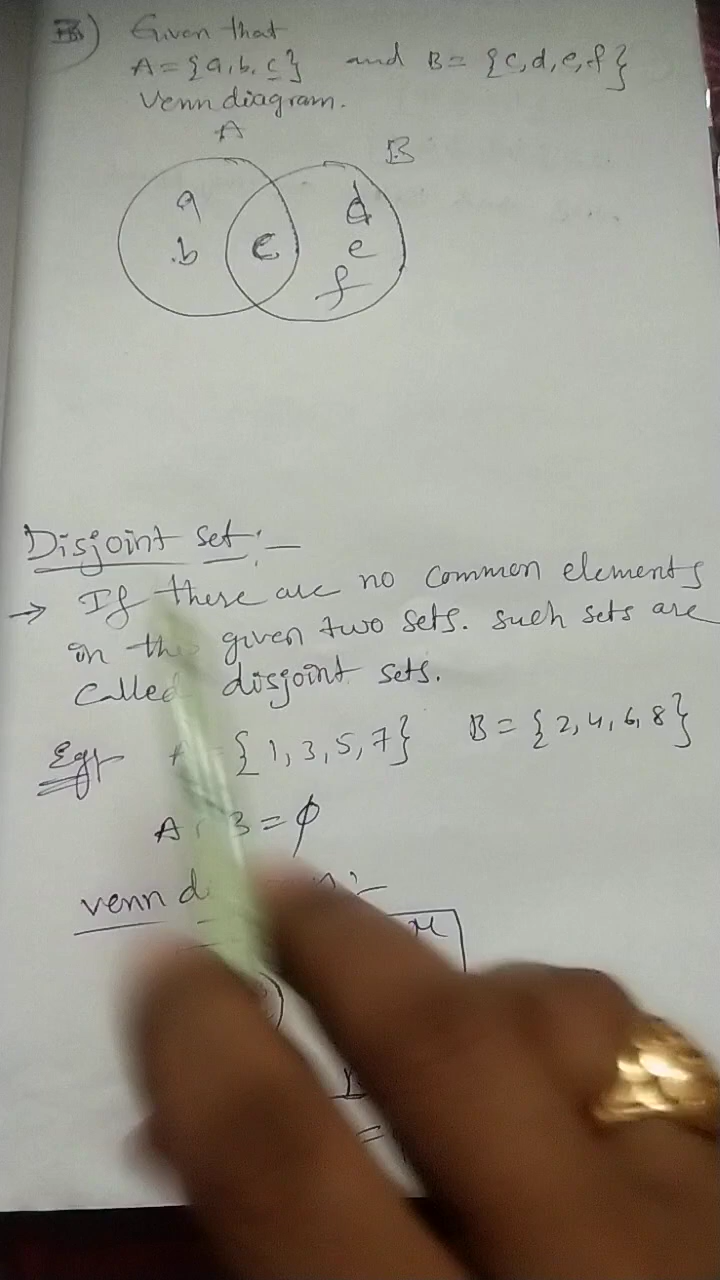 Given that
A = {a, b, c} and B = {c, d, e, f}
Venn diagram.
A
B
a
d
b
c
e
f
Disjoint set :-
→ If there are no common elements
in the given two sets. such sets are
called disjoint sets.
Eg:- {1, 3, 5, 7} B = {2, 4, 6, 8}
A B = ϕ
venn
μ
=